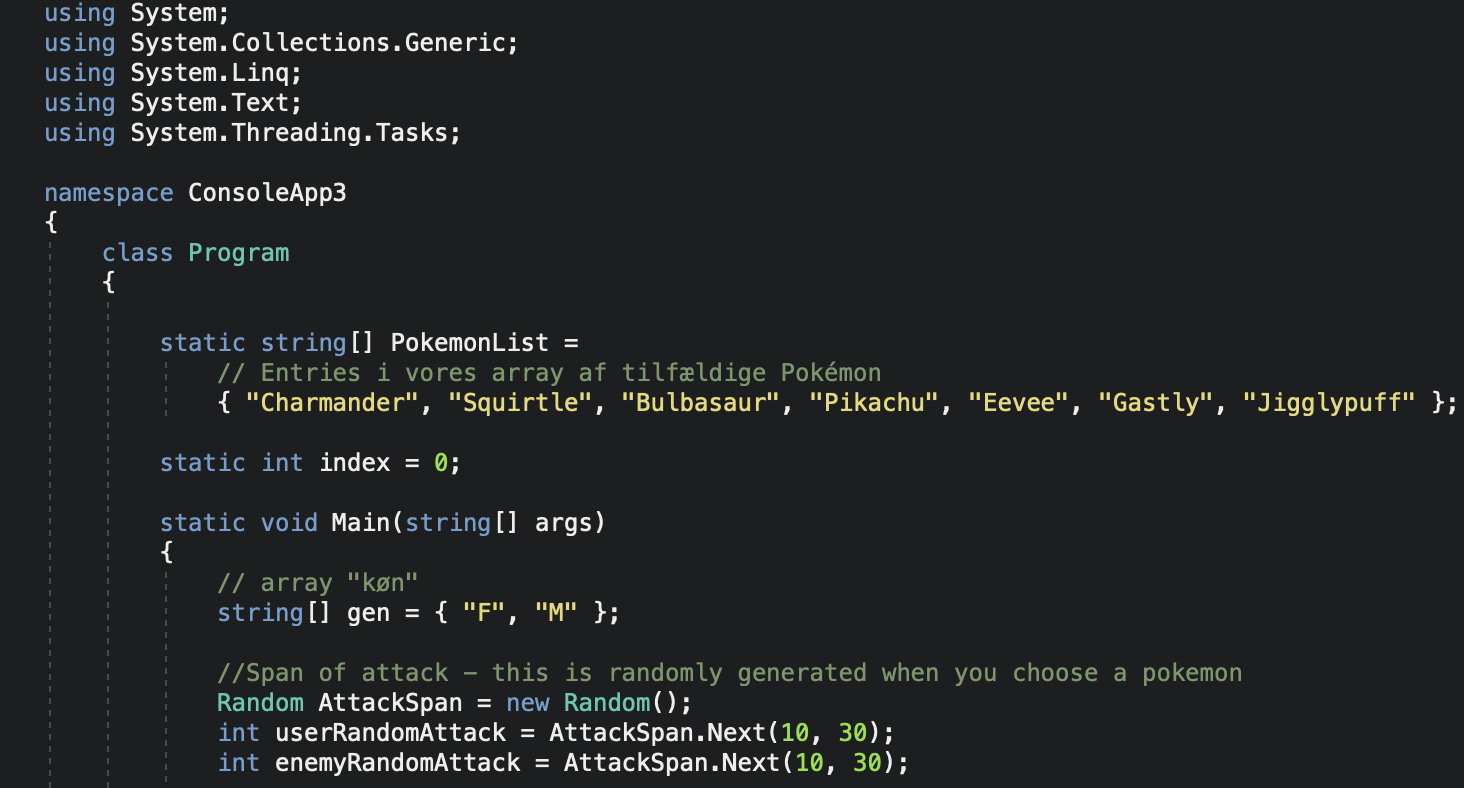 using System;
using System.Collections.Generic;
using System.Linq;
using System.Text;
using System.Threading.Tasks;
namespace ConsoleApp3
{
class Program
{
static string[] PokemonList =
// Entries i vores array af tilfældige Pokémon
{ "Charmander", "Squirtle", "Bulbasaur", "Pikachu", "Eevee", "Gastly", "Jigglypuff" };
static int index = 0;
static void Main(string[] args)
{
// array "køn"
string[] gen = { "F", "M" };
//Span of attack – this is randomly generated when you choose a pokemon
Random AttackSpan = new Random();
int userRandomAttack = AttackSpan.Next(10, 30);
int enemyRandomAttack = AttackSpan.Next(10, 30);